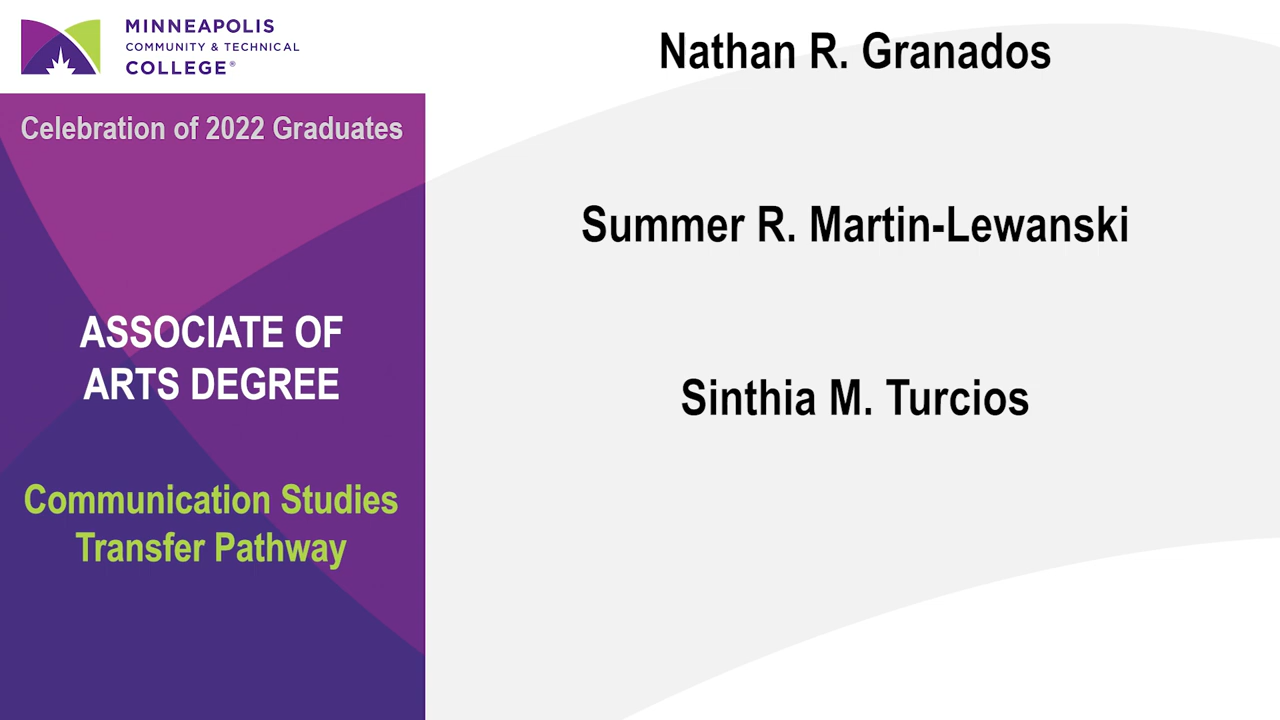 MINNEAPOLIS
COMMUNITY & TECHNICAL
COLLEGE®
Celebration of 2022 Graduates
ASSOCIATE OF
ARTS DEGREE
Communication Studies
Transfer Pathway
Nathan R. Granados
Summer R. Martin-Lewanski
Sinthia M. Turcios